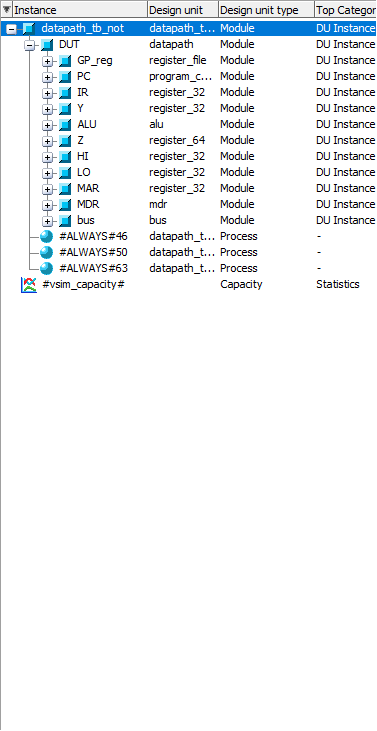 Instance Design unit Design unit type Top Categor
datapath_tb_not datapath_t... Module DU Instance
DUT datapath Module DU Instance
GP_reg register_file Module DU Instance
PC program_c... Module DU Instance
IR register_32 Module DU Instance
Y register_32 Module DU Instance
ALU alu Module DU Instance
Z register_64 Module DU Instance
HI register_32 Module DU Instance
LO register_32 Module DU Instance
MAR register_32 Module DU Instance
MDR mdr Module DU Instance
bus bus Module DU Instance
#ALWAYS#46 datapath_t... Process -
#ALWAYS#50 datapath_t... Process -
#ALWAYS#63 datapath_t... Process -
#vsim_capacity# Capacity Statistics